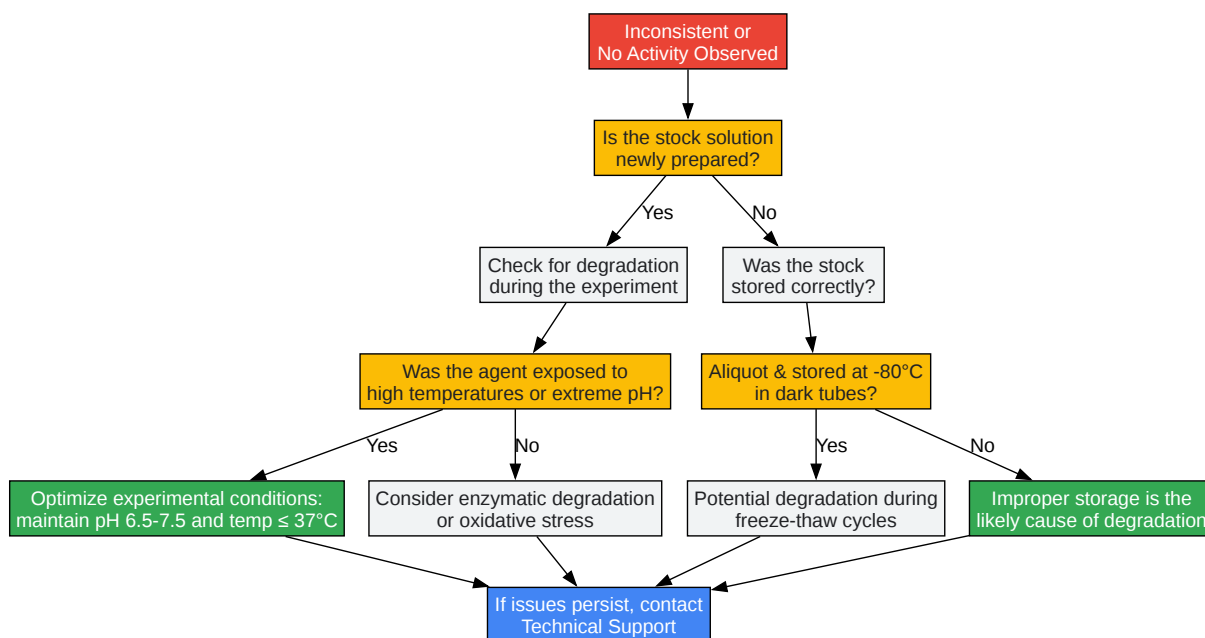 Inconsistent or
No Activity Observed
Is the stock solution
newly prepared?
Yes
No
Check for degradation
during the experiment
Was the stock
stored correctly?
Was the agent exposed to
high temperatures or extreme pH?
Aliquot & stored at -80°C
in dark tubes?
Yes
No
Yes
No
Optimize experimental conditions:
maintain pH 6.5-7.5 and temp ≤ 37°C
Consider enzymatic degradation
or oxidative stress
Potential degradation during
freeze-thaw cycles
Improper storage is the
likely cause of degradation
If issues persist, contact
Technical Support